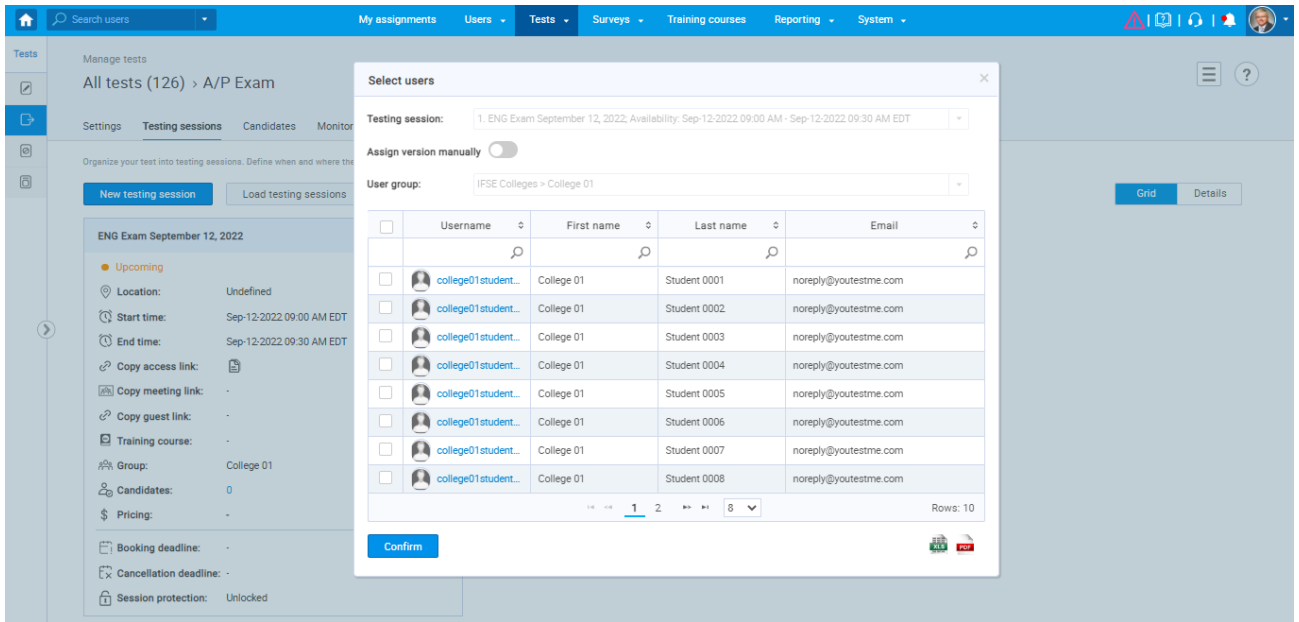 Search users
My assignments Users Tests Surveys Training courses Reporting System
Tests
Manage tests
All tests (126) › A/P Exam
Settings Testing sessions Candidates Monitor
Organize your test into testing sessions. Define when and where the
New testing session Load testing sessions
Grid Details
ENG Exam September 12, 2022
Upcoming
Location: Undefined
Start time: Sep-12-2022 09:00 AM EDT
End time: Sep-12-2022 09:30 AM EDT
Copy access link:
Copy meeting link: -
Copy guest link: -
Training course: -
Group: College 01
Candidates: 0
$ Pricing: -
Booking deadline: -
Cancellation deadline: -
Session protection: Unlocked
Select users
Testing session: 1. ENG Exam September 12, 2022; Availability: Sep-12-2022 09:00 AM - Sep-12-2022 09:30 AM EDT
Assign version manually
User group: IFSE Colleges > College 01
Username First name Last name Email
college01student... College 01 Student 0001 noreply@youtestme.com
college01student... College 01 Student 0002 noreply@youtestme.com
college01student... College 01 Student 0003 noreply@youtestme.com
college01student... College 01 Student 0004 noreply@youtestme.com
college01student... College 01 Student 0005 noreply@youtestme.com
college01student... College 01 Student 0006 noreply@youtestme.com
college01student... College 01 Student 0007 noreply@youtestme.com
college01student... College 01 Student 0008 noreply@youtestme.com
1 2 8 Rows: 10
Confirm XLS PDF